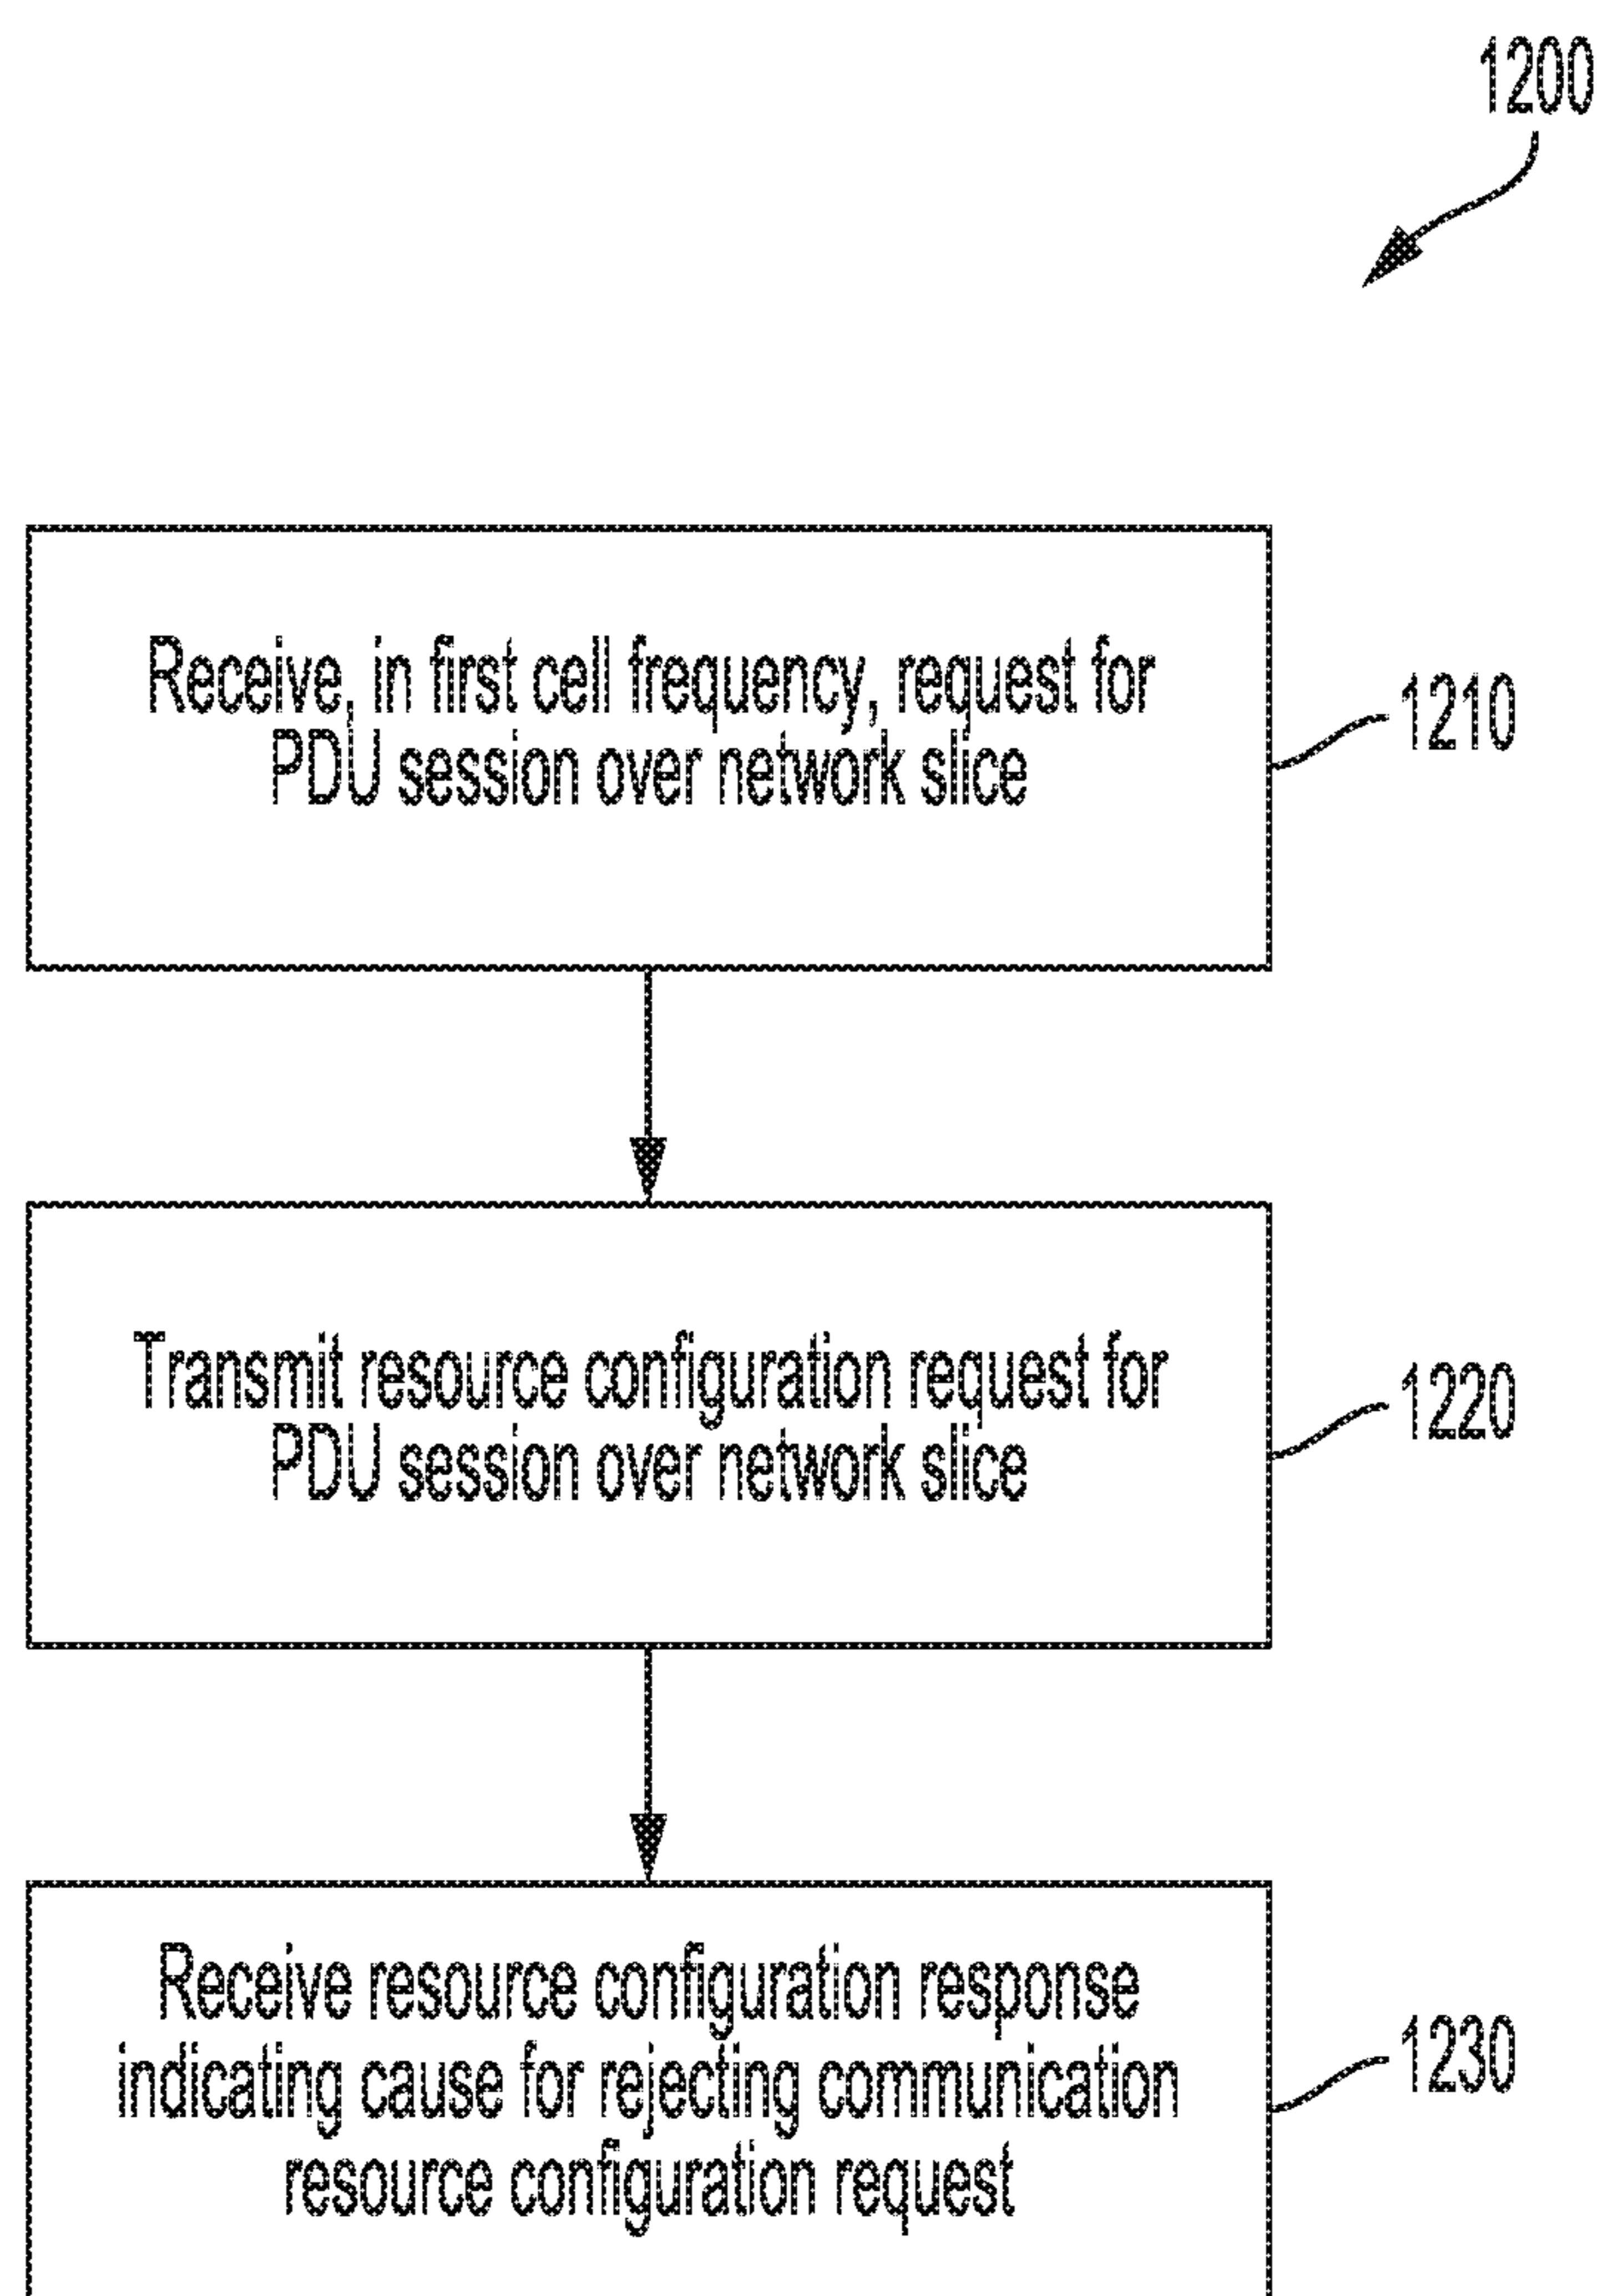 1200
Receive, in first cell frequency, request for
PDU session over network slice
1210
Transmit resource configuration request for
PDU session over network slice
1220
Receive resource configuration response
indicating cause for rejecting communication
resource configuration request
1230